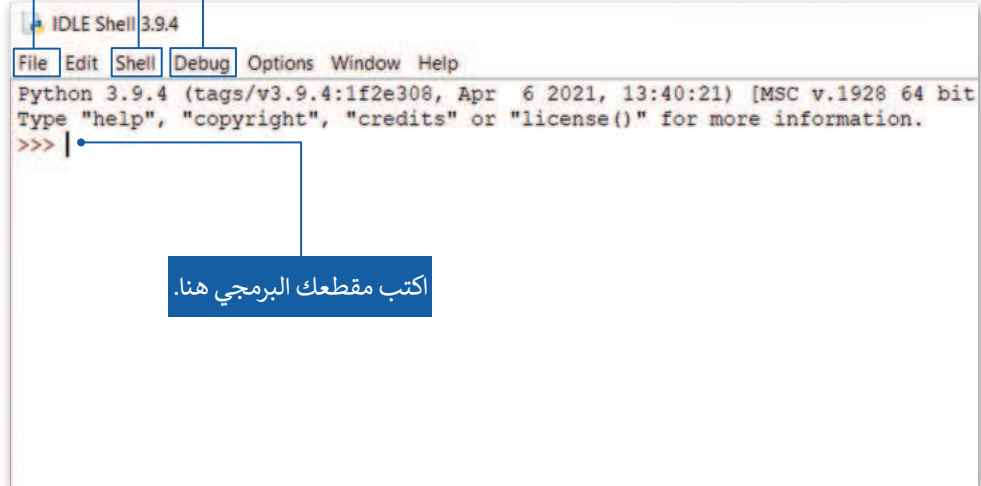 IDLE Shell 3.9.4
File Edit Shell Debug Options Window Help
Python 3.9.4 (tags/v3.9.4:1f2e308, Apr  6 2021, 13:40:21) [MSC v.1928 64 bit
Type "help", "copyright", "credits" or "license()" for more information.
>>>
اكتب مقطعك البرمجي هنا.